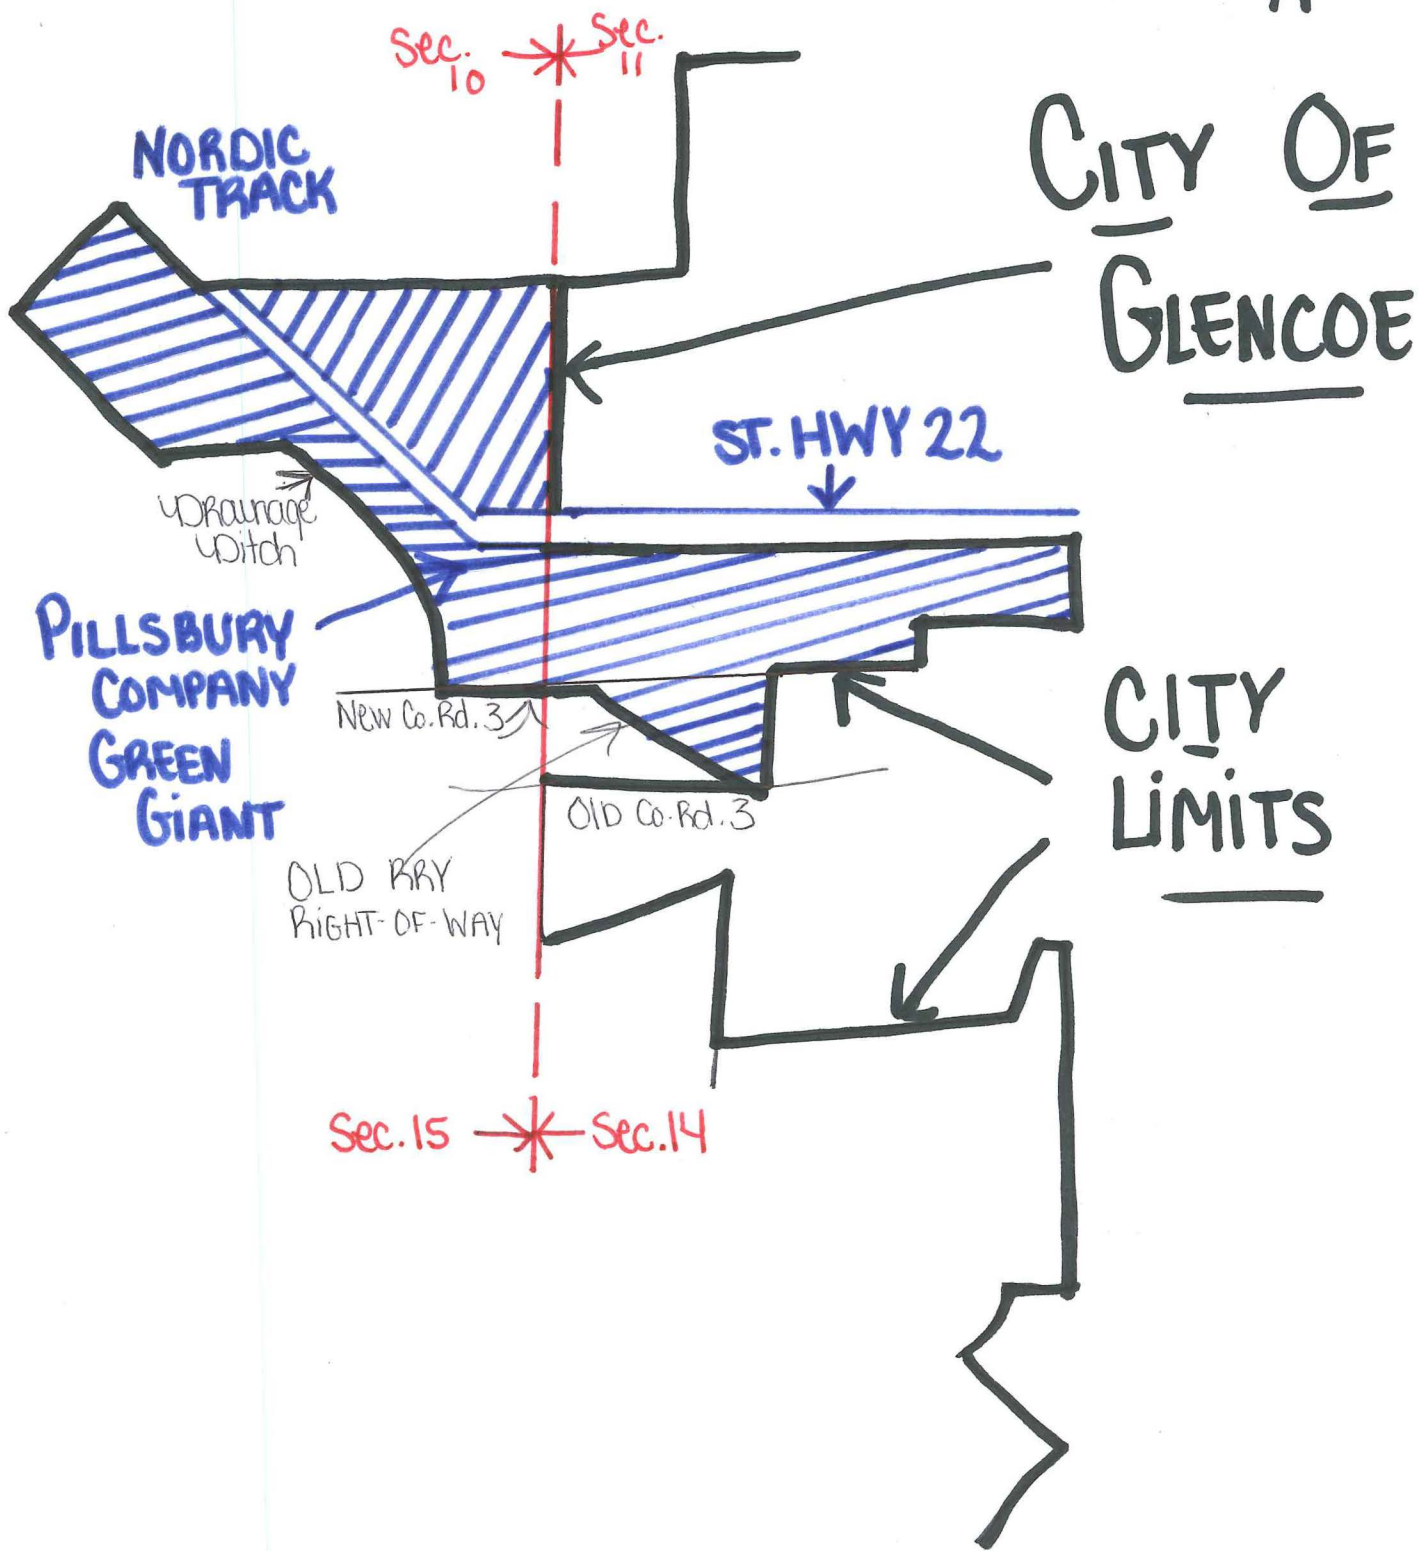 Sec. 10
Sec. 11
NORDIC
TRACK
CITY OF
GLENCOE
ST. HWY 22
Drainage
Ditch
PILLSBURY
COMPANY
GREEN
GIANT
New Co. Rd. 3
Old Co. Rd. 3
OLD RRY
RIGHT-OF-WAY
CITY
LIMITS
Sec. 15
Sec. 14